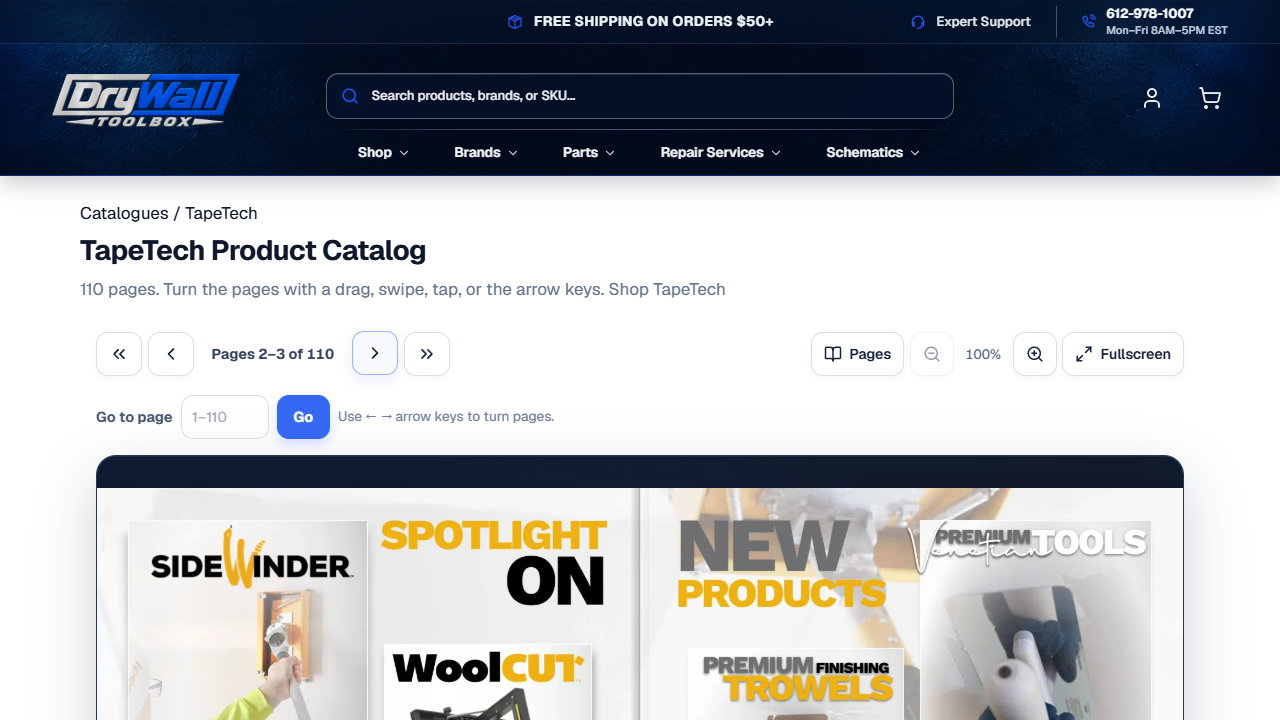 FREE SHIPPING ON ORDERS $50+
Expert Support
612-978-1007
Mon–Fri 8AM–5PM EST
DryWall
TOOLBOX
Search products, brands, or SKU...
Shop
Brands
Parts
Repair Services
Schematics
Catalogues / TapeTech
TapeTech Product Catalog
110 pages. Turn the pages with a drag, swipe, tap, or the arrow keys. Shop TapeTech
Pages 2–3 of 110
Pages
100%
Fullscreen
Go to page
1–110
Go
Use ← → arrow keys to turn pages.
SIDEWINDER
SPOTLIGHT
ON
WoolCUT
NEW
PRODUCTS
PREMIUM FINISHING
TROWELS
PREMIUM
Venetian TOOLS